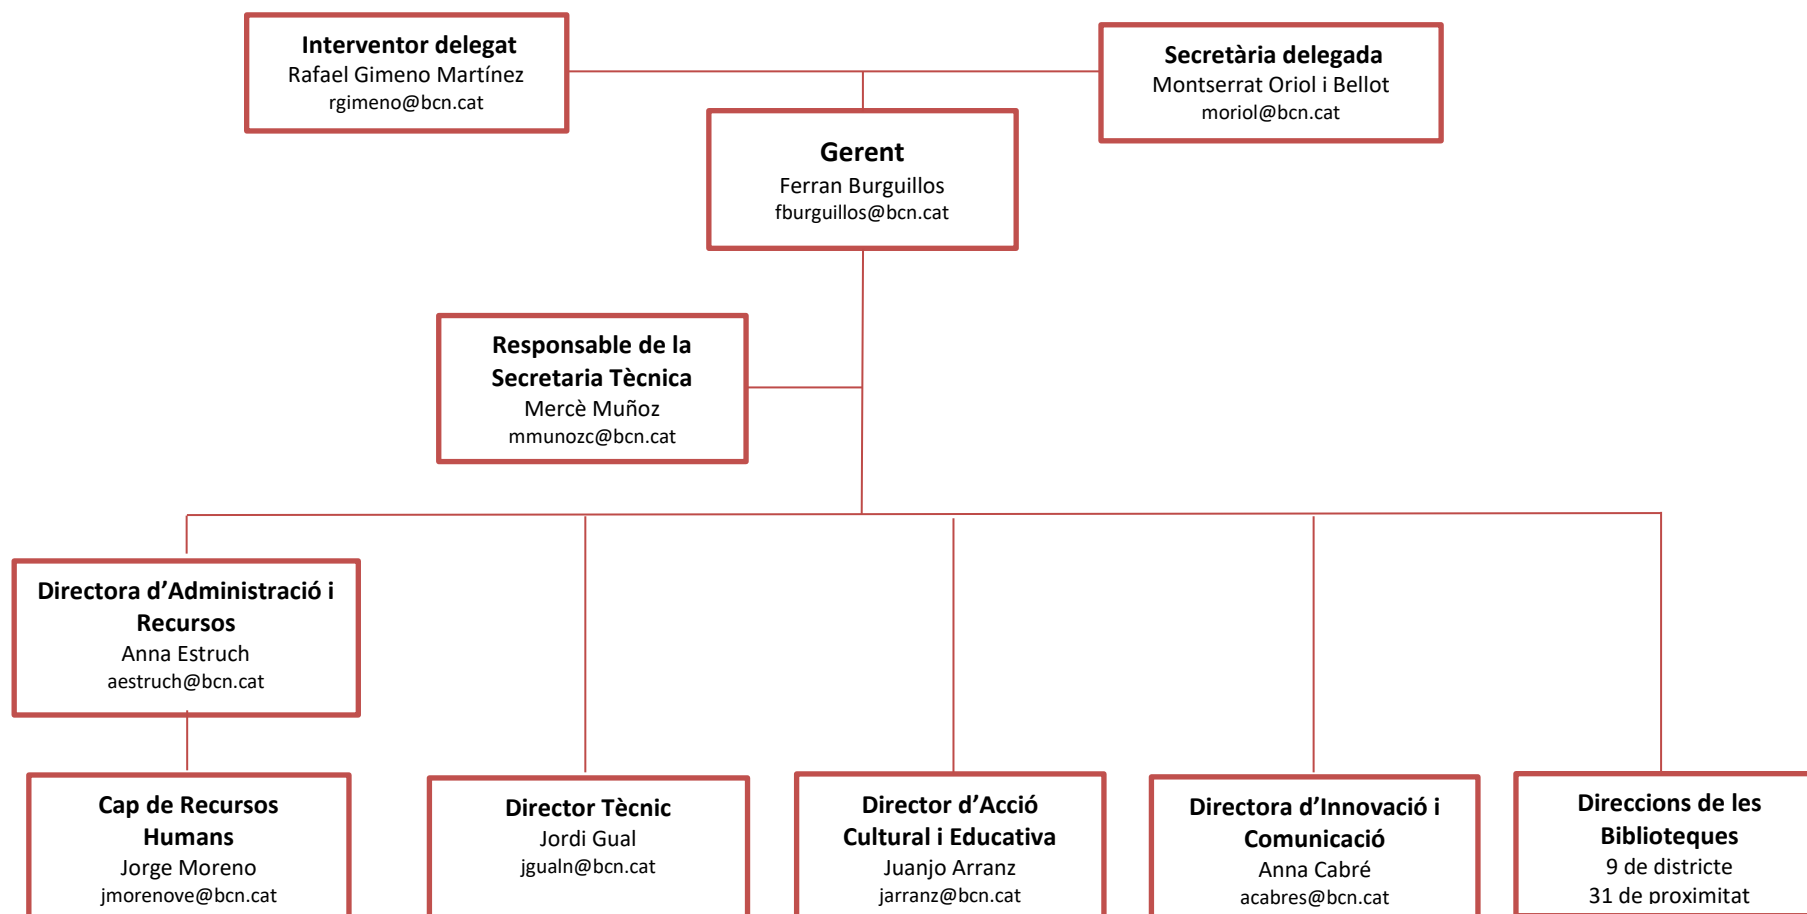 Interventor delegat
Rafael Gimeno Martínez
rgimeno@bcn.cat
Secretària delegada
Montserrat Oriol i Bellot
moriol@bcn.cat
Gerent
Ferran Burguillos
fburguillos@bcn.cat
Responsable de la
Secretaria Tècnica
Mercè Muñoz
mmunozc@bcn.cat
Directora d’Administració i
Recursos
Anna Estruch
aestruch@bcn.cat
Cap de Recursos
Humans
Jorge Moreno
jmorenove@bcn.cat
Director Tècnic
Jordi Gual
jgualn@bcn.cat
Director d’Acció
Cultural i Educativa
Juanjo Arranz
jarranz@bcn.cat
Directora d’Innovació i
Comunicació
Anna Cabré
acabres@bcn.cat
Direccions de les
Biblioteques
9 de districte
31 de proximitat